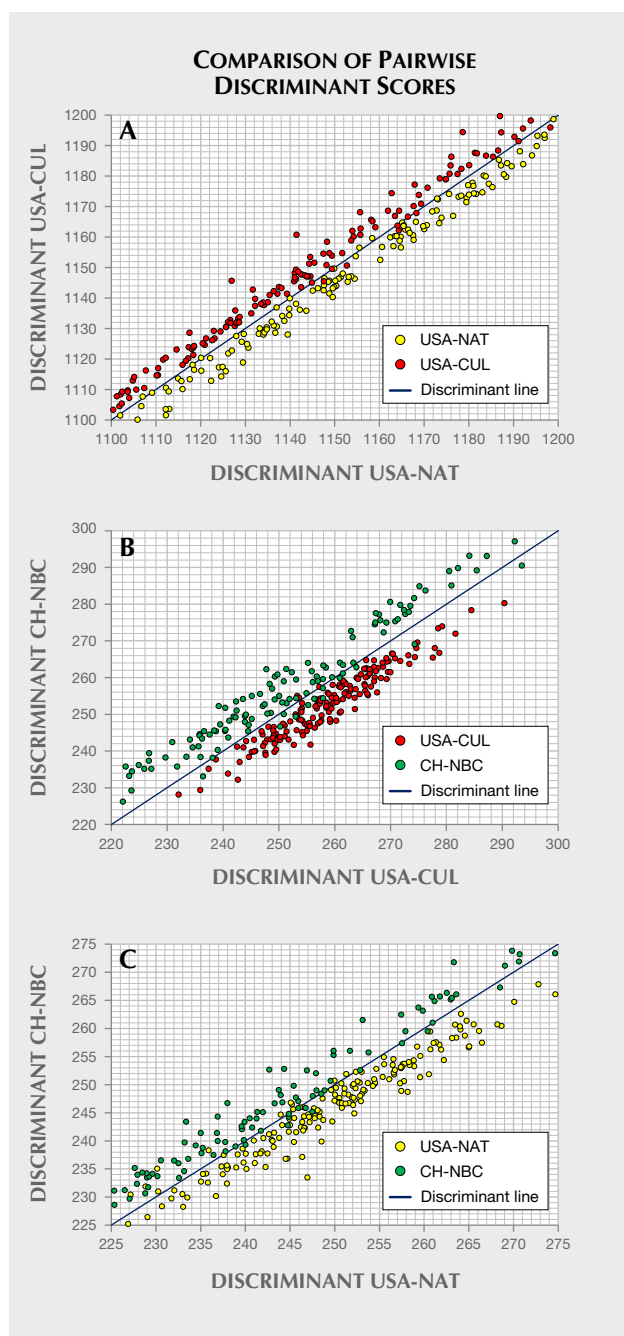 COMPARISON OF PAIRWISE
DISCRIMINANT SCORES
A
DISCRIMINANT USA-CUL
1200
1190
1180
1170
1160
1150
1140
1130
1120
1110
1100
USA-NAT
USA-CUL
Discriminant line
1100 1110 1120 1130 1140 1150 1160 1170 1180 1190 1200
DISCRIMINANT USA-NAT
B
DISCRIMINANT CH-NBC
300
290
280
270
260
250
240
230
220
USA-CUL
CH-NBC
Discriminant line
220 230 240 250 260 270 280 290 300
DISCRIMINANT USA-CUL
C
DISCRIMINANT CH-NBC
275
270
265
260
255
250
245
240
235
230
225
USA-NAT
CH-NBC
Discriminant line
225 230 235 240 245 250 255 260 265 270 275
DISCRIMINANT USA-NAT